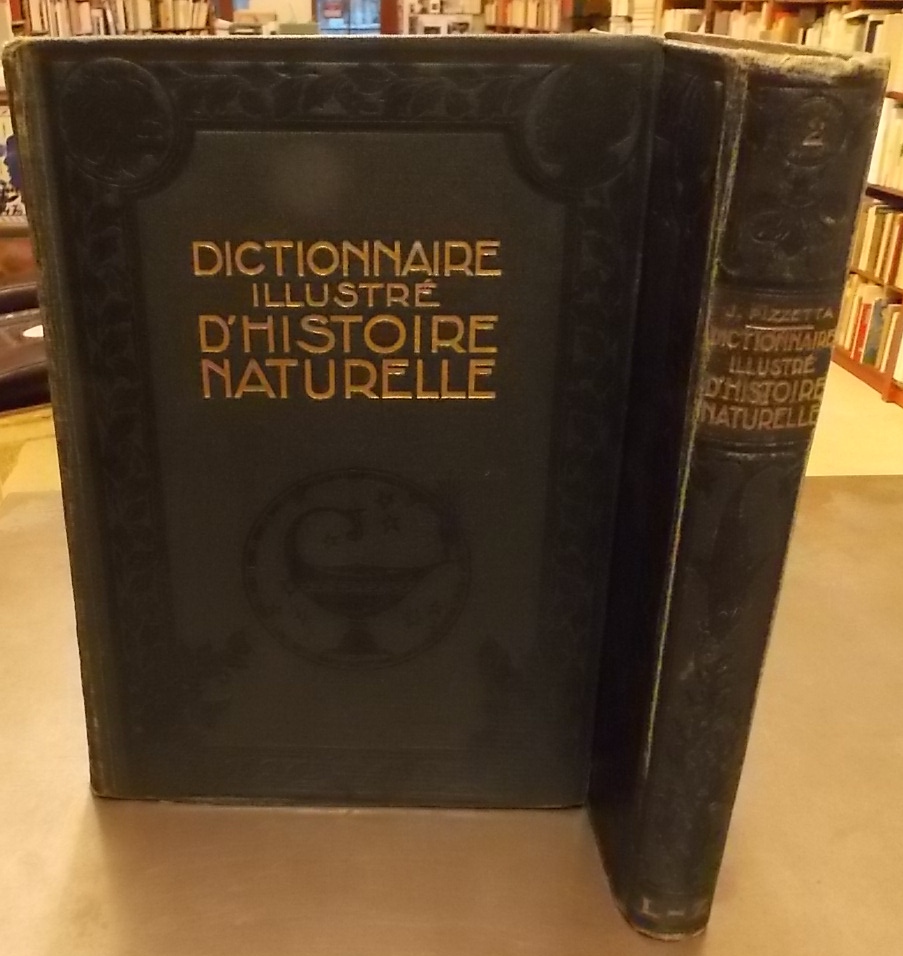 DICTIONNAIRE
ILLUSTRÉ
D'HISTOIRE
NATURELLE
2
J. PIZZETTA
DICTIONNAIRE
ILLUSTRÉ
D'HISTOIRE
NATURELLE